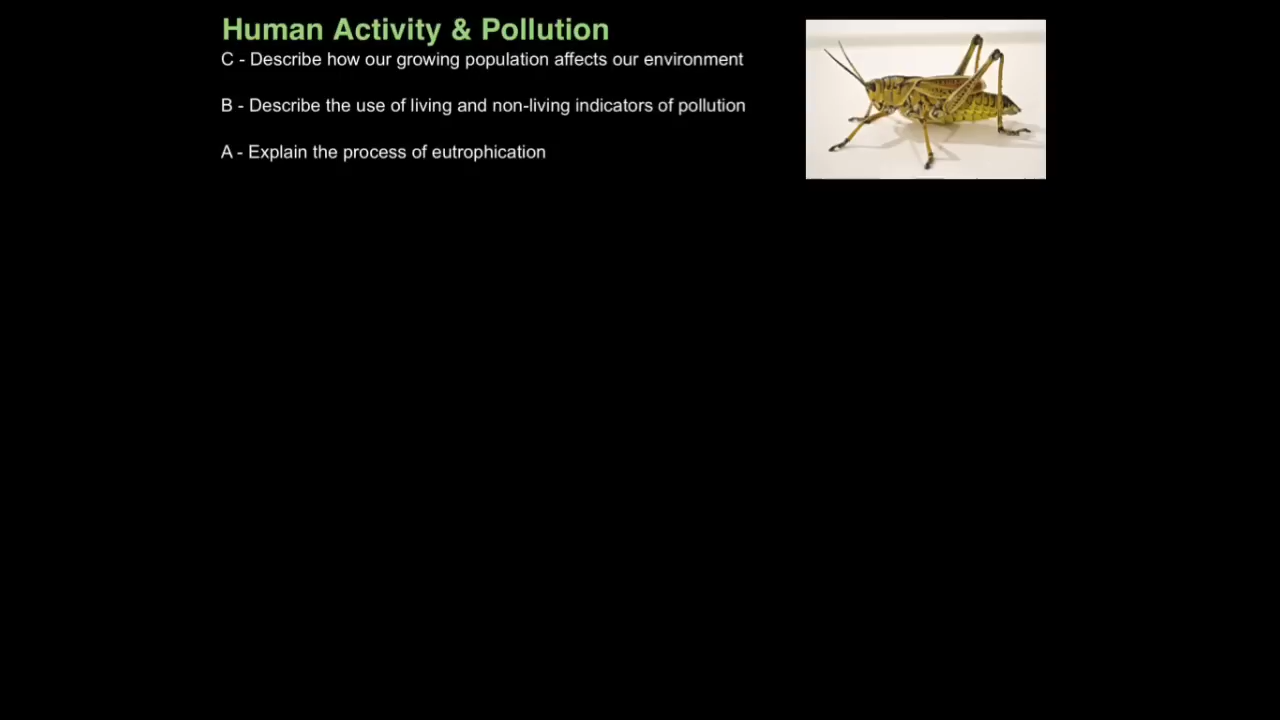 Human Activity & Pollution
C - Describe how our growing population affects our environment
B - Describe the use of living and non-living indicators of pollution
A - Explain the process of eutrophication